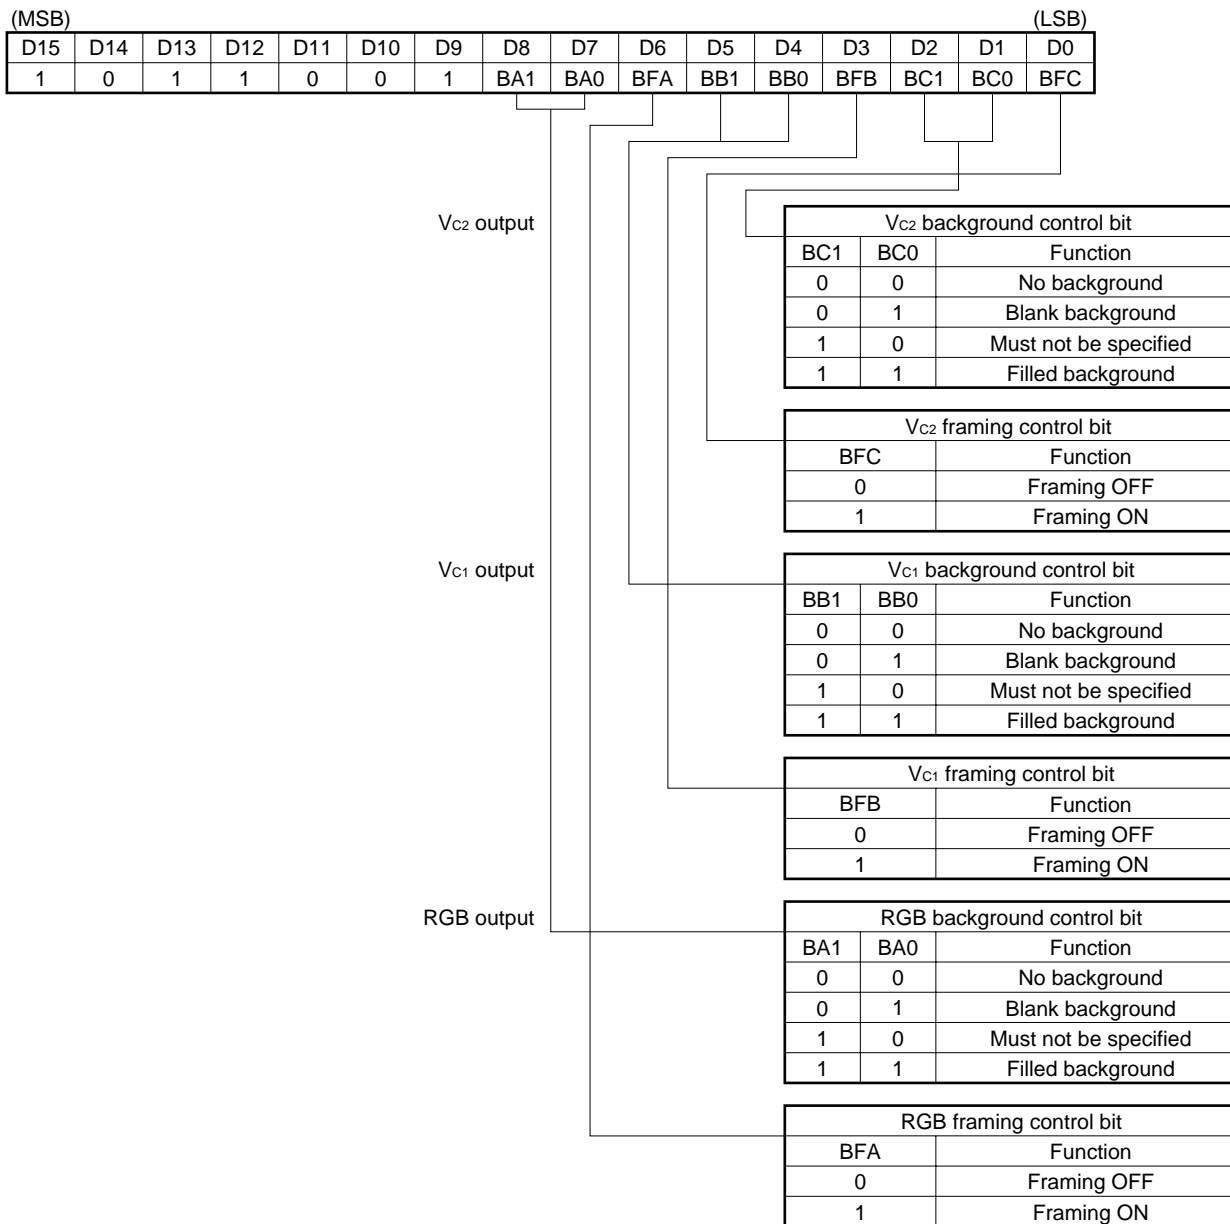 (MSB) (LSB)
D15 D14 D13 D12 D11 D10 D9 D8 D7 D6 D5 D4 D3 D2 D1 D0
1 0 1 1 0 0 1 BA1 BA0 BFA BB1 BB0 BFB BC1 BC0 BFC
VC2 output
VC2 background control bit
BC1 BC0 Function
0 0 No background
0 1 Blank background
1 0 Must not be specified
1 1 Filled background
VC2 framing control bit
BFC Function
0 Framing OFF
1 Framing ON
VC1 output
VC1 background control bit
BB1 BB0 Function
0 0 No background
0 1 Blank background
1 0 Must not be specified
1 1 Filled background
VC1 framing control bit
BFB Function
0 Framing OFF
1 Framing ON
RGB output
RGB background control bit
BA1 BA0 Function
0 0 No background
0 1 Blank background
1 0 Must not be specified
1 1 Filled background
RGB framing control bit
BFA Function
0 Framing OFF
1 Framing ON